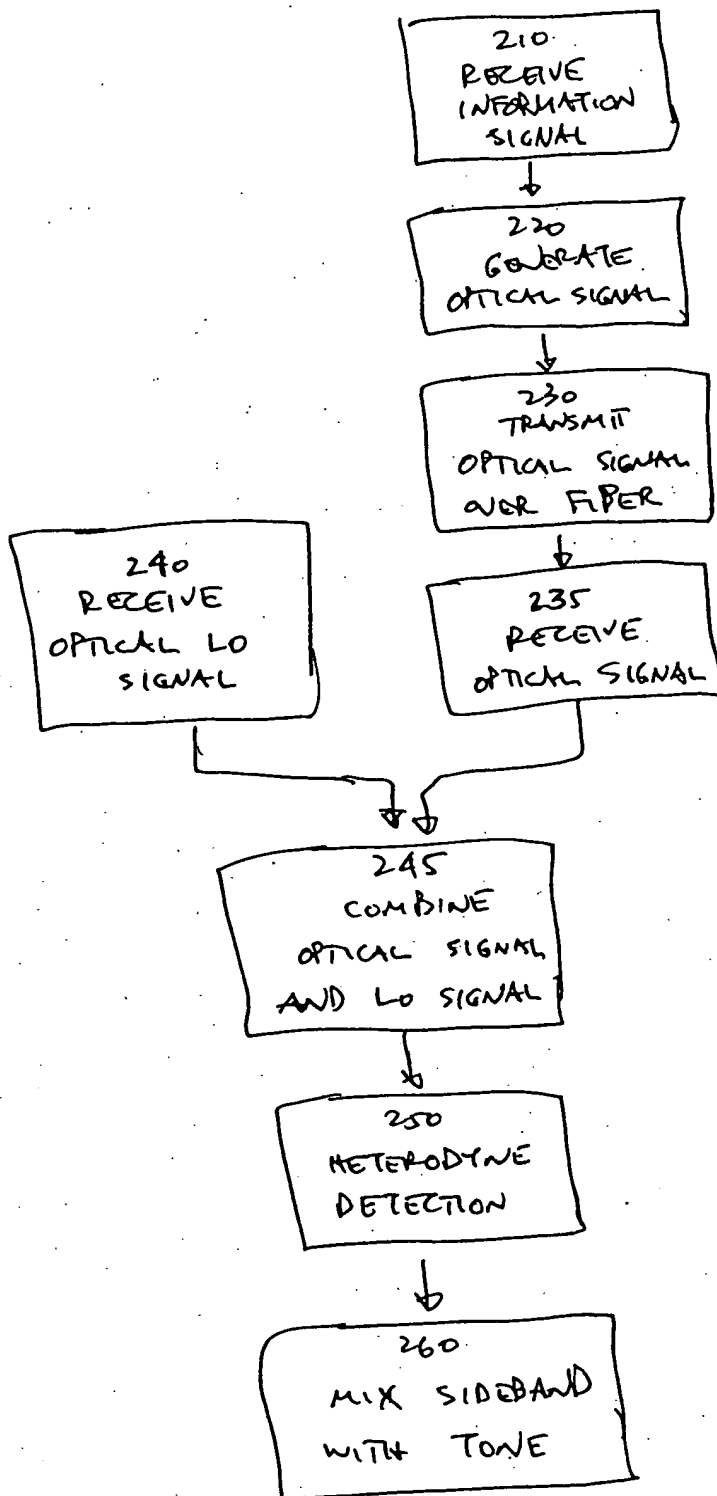 210
RECEIVE
INFORMATION
SIGNAL
220
GENERATE
OPTICAL SIGNAL
230
TRANSMIT
OPTICAL SIGNAL
OVER FIBER
240
RECEIVE
OPTICAL LO
SIGNAL
235
RECEIVE
OPTICAL SIGNAL
245
COMBINE
OPTICAL SIGNAL
AND LO SIGNAL
250
HETERODYNE
DETECTION
260
MIX SIDEBAND
WITH TONE